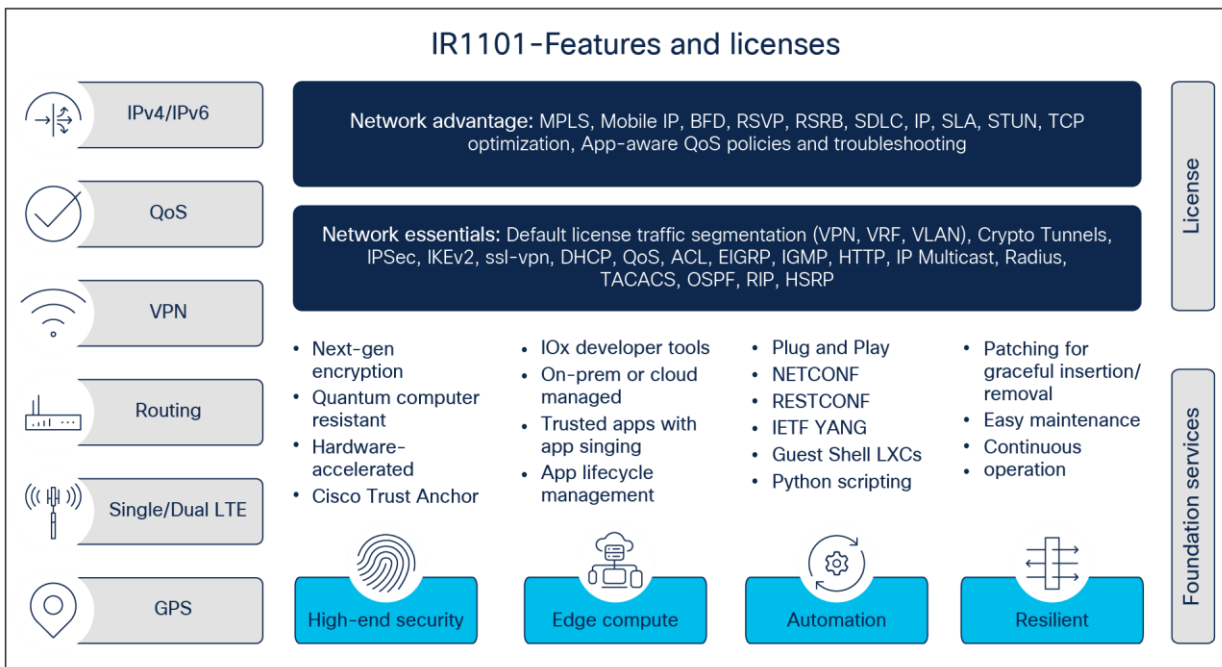 IR1101-Features and licenses
IPv4/IPv6
QoS
VPN
Routing
Single/Dual LTE
GPS
Network advantage: MPLS, Mobile IP, BFD, RSVP, RSRB, SDLC, IP, SLA, STUN, TCP
optimization, App-aware QoS policies and troubleshooting
Network essentials: Default license traffic segmentation (VPN, VRF, VLAN), Crypto Tunnels,
IPSec, IKEv2, ssl-vpn, DHCP, QoS, ACL, EIGRP, IGMP, HTTP, IP Multicast, Radius,
TACACS, OSPF, RIP, HSRP
License
• Next-gen
encryption
• Quantum computer
resistant
• Hardware-
accelerated
• Cisco Trust Anchor
High-end security
• IOx developer tools
• On-prem or cloud
managed
• Trusted apps with
app singing
• App lifecycle
management
Edge compute
• Plug and Play
• NETCONF
• RESTCONF
• IETF YANG
• Guest Shell LXCs
• Python scripting
Automation
• Patching for
graceful insertion/
removal
• Easy maintenance
• Continuous
• operation
Resilient
Foundation services